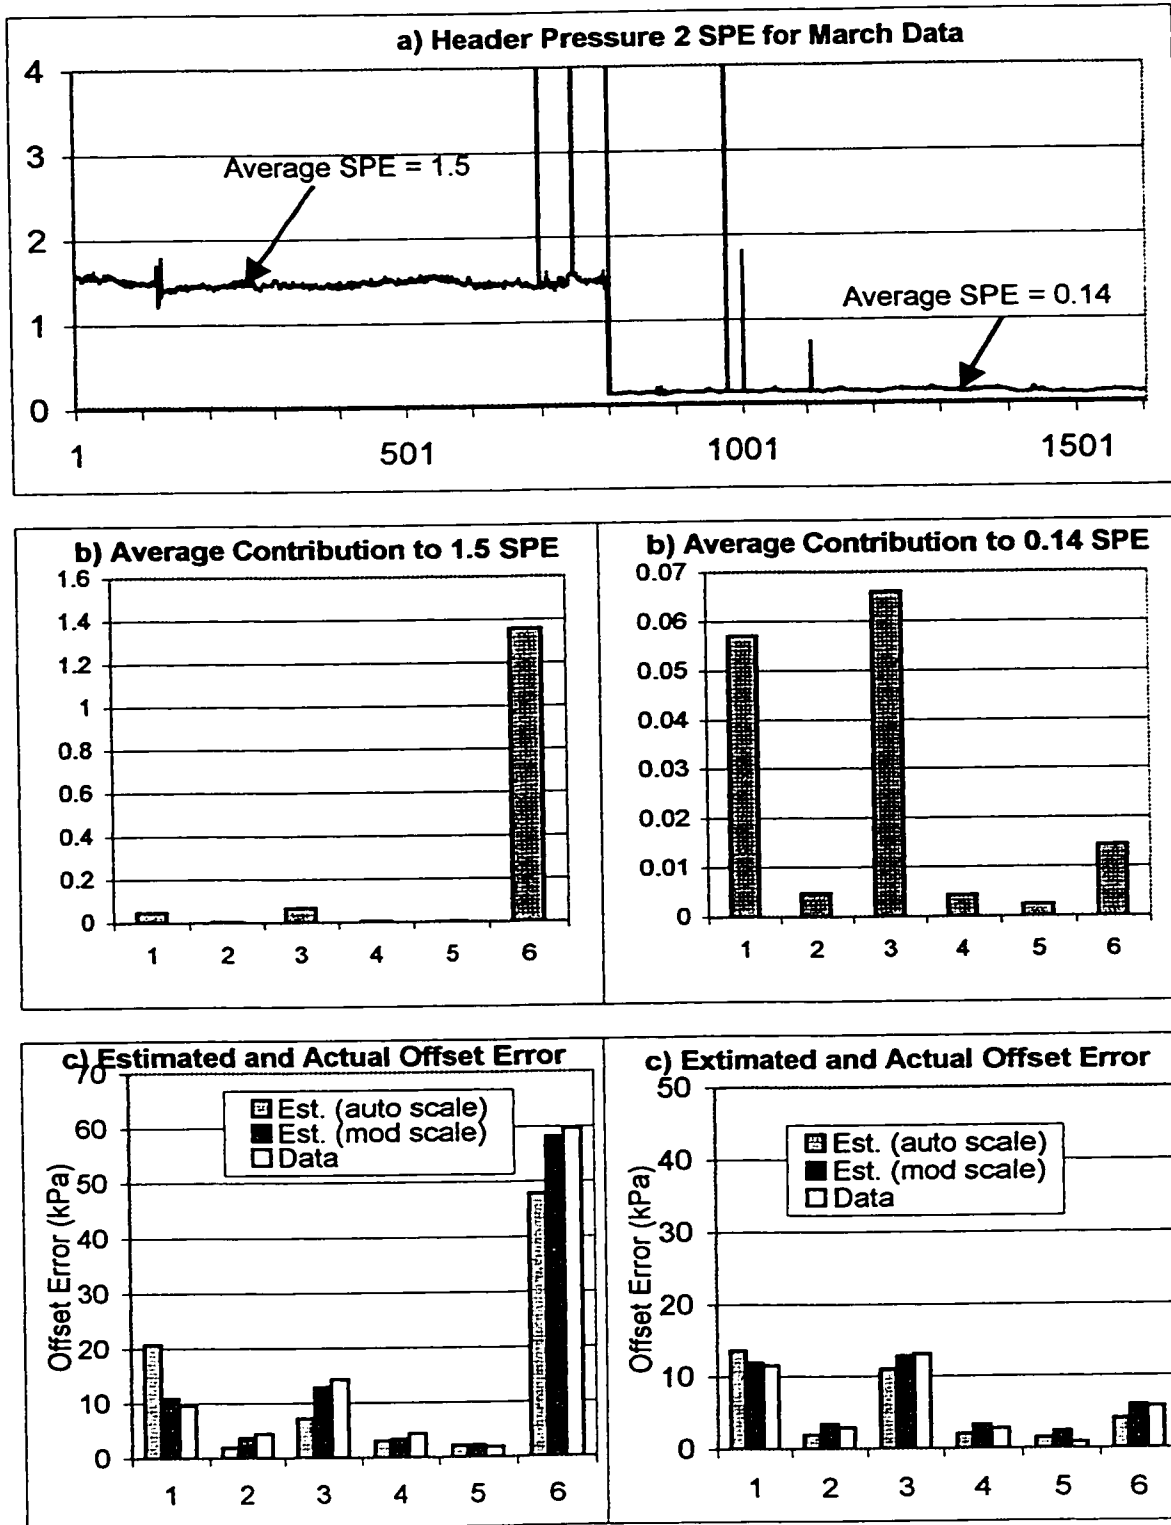 a) Header Pressure 2 SPE for March Data
4
3
2
1
0
Average SPE = 1.5
Average SPE = 0.14
1
501
1001
1501
b) Average Contribution to 1.5 SPE
1.6
1.4
1.2
1
0.8
0.6
0.4
0.2
0
1 2 3 4 5 6
b) Average Contribution to 0.14 SPE
0.07
0.06
0.05
0.04
0.03
0.02
0.01
0
1 2 3 4 5 6
c) Estimated and Actual Offset Error
70
60
50
40
30
20
10
0
Offset Error (kPa)
Est. (auto scale)
Est. (mod scale)
Data
1 2 3 4 5 6
c) Extimated and Actual Offset Error
50
40
30
20
10
0
Offset Error (kPa)
Est. (auto scale)
Est. (mod scale)
Data
1 2 3 4 5 6